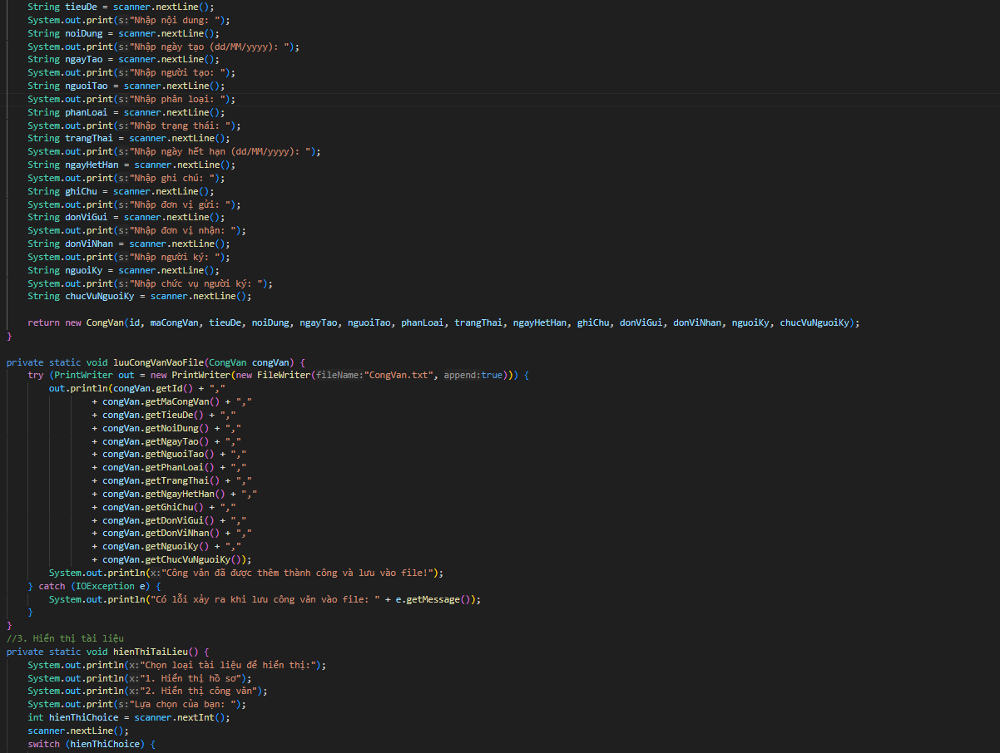 String tieuDe = scanner.nextLine();
System.out.print(s:"Nhập nội dung: ");
String noiDung = scanner.nextLine();
System.out.print(s:"Nhập ngày tạo (dd/MM/yyyy): ");
String ngayTao = scanner.nextLine();
System.out.print(s:"Nhập người tạo: ");
String nguoiTao = scanner.nextLine();
System.out.print(s:"Nhập phân loại: ");
String phanLoai = scanner.nextLine();
System.out.print(s:"Nhập trạng thái: ");
String trangThai = scanner.nextLine();
System.out.print(s:"Nhập ngày hết hạn (dd/MM/yyyy): ");
String ngayHetHan = scanner.nextLine();
System.out.print(s:"Nhập ghi chú: ");
String ghiChu = scanner.nextLine();
System.out.print(s:"Nhập đơn vị gửi: ");
String donViGui = scanner.nextLine();
System.out.print(s:"Nhập đơn vị nhận: ");
String donViNhan = scanner.nextLine();
System.out.print(s:"Nhập người ký: ");
String nguoiKy = scanner.nextLine();
System.out.print(s:"Nhập chức vụ người ký: ");
String chucVuNguoiKy = scanner.nextLine();
return new CongVan(id, maCongVan, tieuDe, noiDung, ngayTao, nguoiTao, phanLoai, trangThai, ngayHetHan, ghiChu, donViGui, donViNhan, nguoiKy, chucVuNguoiKy);
}
private static void luuCongVanVaoFile(CongVan congVan) {
try (PrintWriter out = new PrintWriter(new FileWriter(fileName:"CongVan.txt", append:true))) {
out.println(congVan.getId() + ","
+ congVan.getMaCongVan() + ","
+ congVan.getTieuDe() + ","
+ congVan.getNoiDung() + ","
+ congVan.getNgayTao() + ","
+ congVan.getNguoiTao() + ","
+ congVan.getPhanLoai() + ","
+ congVan.getTrangThai() + ","
+ congVan.getNgayHetHan() + ","
+ congVan.getGhiChu() + ","
+ congVan.getDonViGui() + ","
+ congVan.getDonViNhan() + ","
+ congVan.getNguoiKy() + ","
+ congVan.getChucVuNguoiKy());
System.out.println(x:"Công văn đã được thêm thành công và lưu vào file!");
} catch (IOException e) {
System.out.println("Có lỗi xảy ra khi lưu công văn vào file: " + e.getMessage());
}
}
//3. Hiển thị tài liệu
private static void hienThiTaiLieu() {
System.out.println(x:"Chọn loại tài liệu để hiển thị:");
System.out.println(x:"1. Hiển thị hồ sơ");
System.out.println(x:"2. Hiển thị công văn");
System.out.print(s:"Lựa chọn của bạn: ");
int hienThiChoice = scanner.nextInt();
scanner.nextLine();
switch (hienThiChoice) {